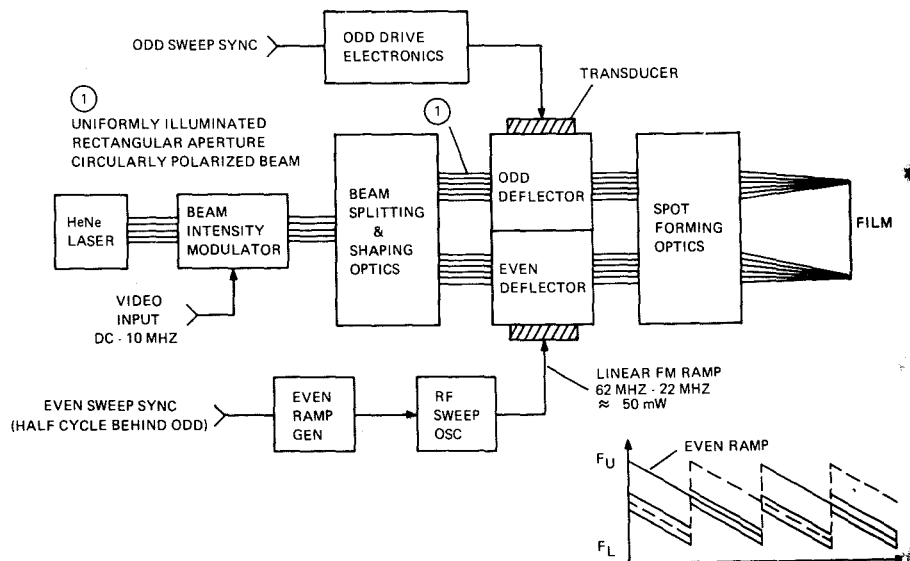 ODD SWEEP SYNC
ODD DRIVE
ELECTRONICS
TRANSDUCER
1
UNIFORMLY ILLUMINATED
RECTANGULAR APERTURE
CIRCULARLY POLARIZED BEAM
1
HeNe
LASER
BEAM
INTENSITY
MODULATOR
BEAM
SPLITTING
&
SHAPING
OPTICS
ODD
DEFLECTOR
EVEN
DEFLECTOR
SPOT
FORMING
OPTICS
FILM
VIDEO
INPUT
DC - 10 MHZ
LINEAR FM RAMP
62 MHZ - 22 MHZ
≈ 50 mW
EVEN SWEEP SYNC
(HALF CYCLE BEHIND ODD)
EVEN
RAMP
GEN
RF
SWEEP
OSC
EVEN RAMP
FU
FL